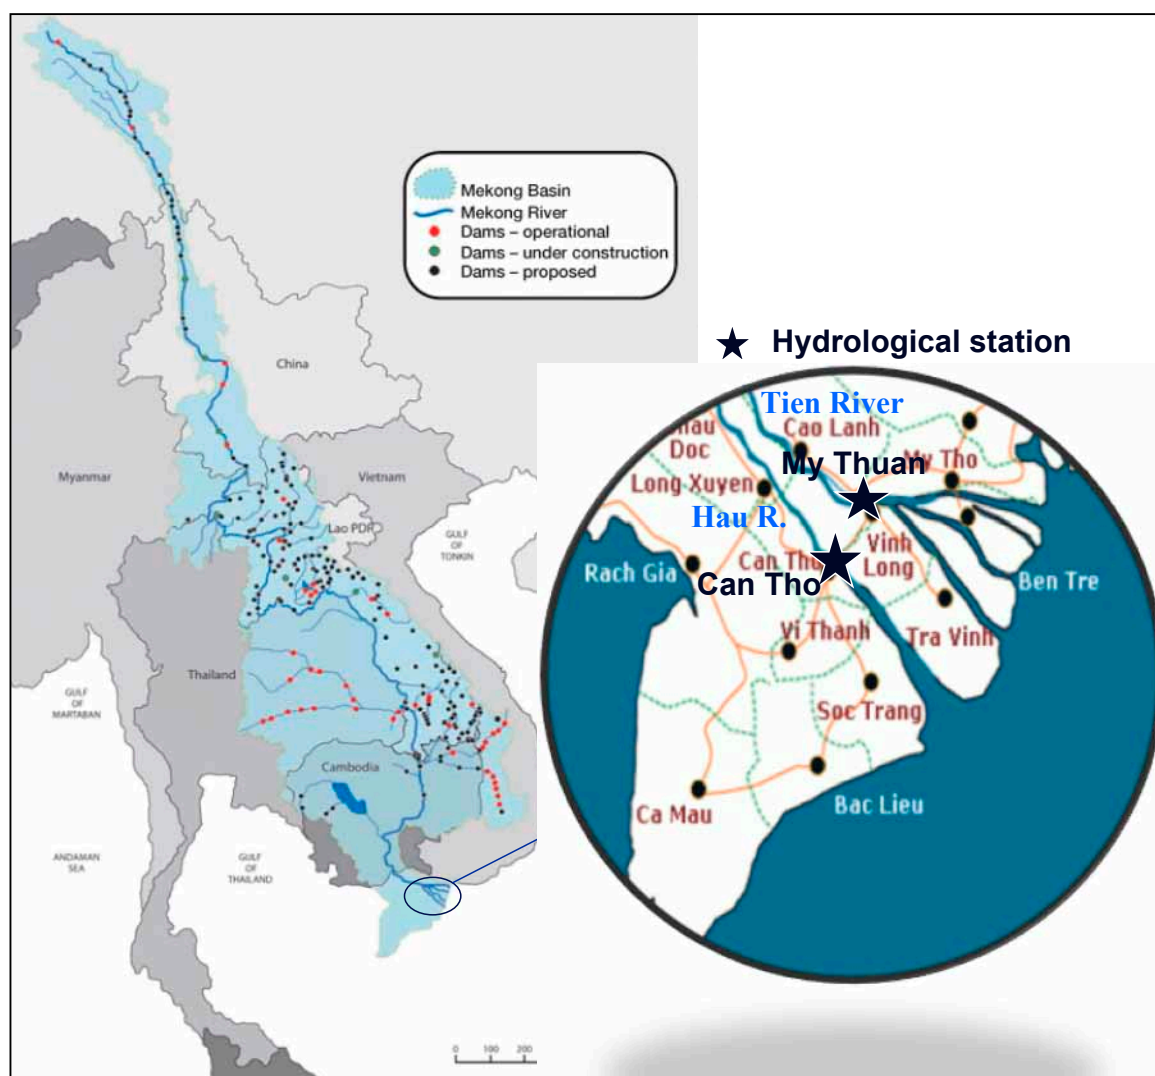 Mekong Basin
Mekong River
Dams – operational
Dams – under construction
Dams – proposed
China
Myanmar
Vietnam
Lao PDR
GULF
OF
TONKIN
Thailand
GULF
OF
MARTABAN
Cambodia
ANDAMAN
SEA
GULF
OF
THAILAND
0 100 200
Hydrological station
Tien River
Cao Lanh
Doc
My Thuan
My Tho
Long Xuyen
Hau R.
Can Tho
Vinh
Long
Rach Gia
Can Tho
Ben Tre
Vi Thanh
Tra Vinh
Soc Trang
Ca Mau
Bac Lieu